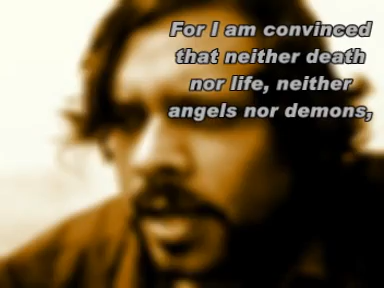 For I am convinced
that neither death
nor life, neither
angels nor demons,